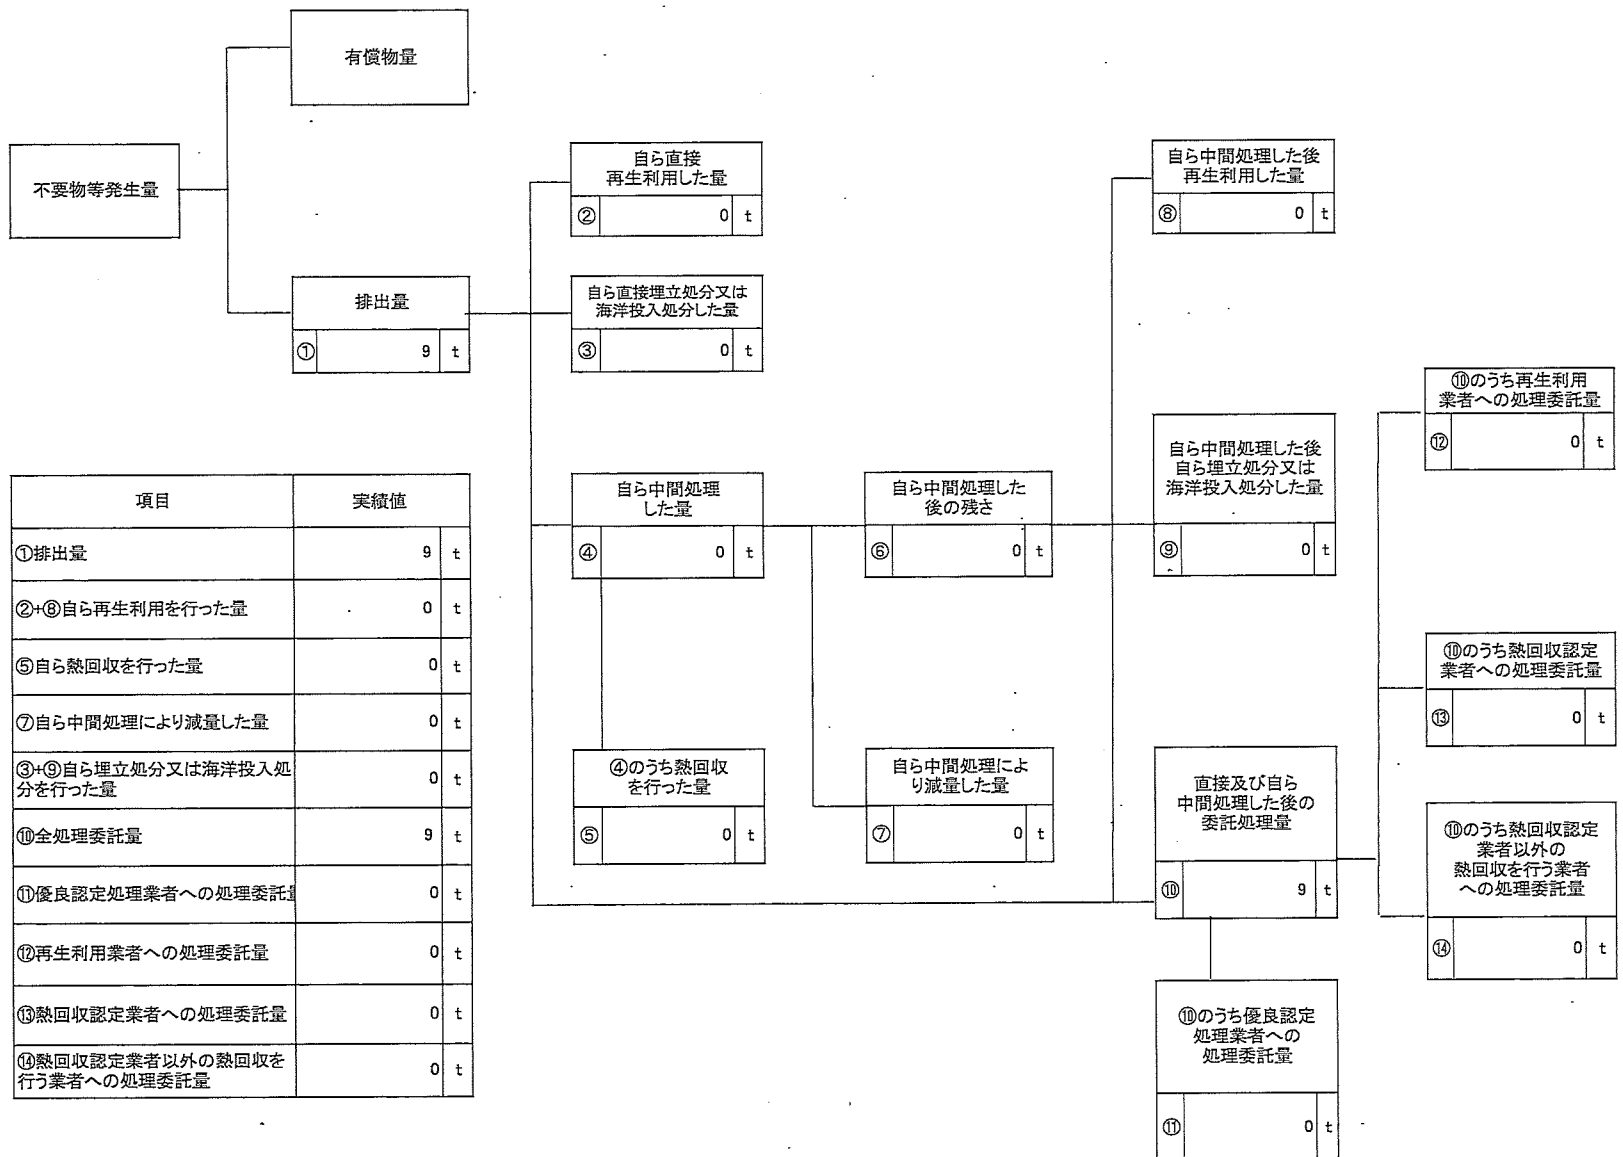 有償物量
不要物等発生量
排出量
① 9 t
自ら直接
再生利用した量
② 0 t
自ら直接埋立処分又は
海洋投入処分した量
③ 0 t
自ら中間処理
した量
④ 0 t
④のうち熱回収
を行った量
⑤ 0 t
自ら中間処理した
後の残さ
⑥ 0 t
自ら中間処理によ
り減量した量
⑦ 0 t
自ら中間処理した後
再生利用した量
⑧ 0 t
自ら中間処理した後
自ら埋立処分又は
海洋投入処分した量
⑨ 0 t
直接及び自ら
中間処理した後の
委託処理量
⑩ 9 t
⑩のうち優良認定
処理業者への
処理委託量
⑪ 0 t
⑩のうち再生利用
業者への処理委託量
⑫ 0 t
⑩のうち熱回収認定
業者への処理委託量
⑬ 0 t
⑩のうち熱回収認定
業者以外の
熱回収を行う業者
への処理委託量
⑭ 0 t
項目 実績値
①排出量 9 t
②+⑧自ら再生利用を行った量 0 t
⑤自ら熱回収を行った量 0 t
⑦自ら中間処理により減量した量 0 t
③+⑨自ら埋立処分又は海洋投入処
分を行った量 0 t
⑩全処理委託量 9 t
⑪優良認定処理業者への処理委託量 0 t
⑫再生利用業者への処理委託量 0 t
⑬熱回収認定業者への処理委託量 0 t
⑭熱回収認定業者以外の熱回収を
行う業者への処理委託量 0 t